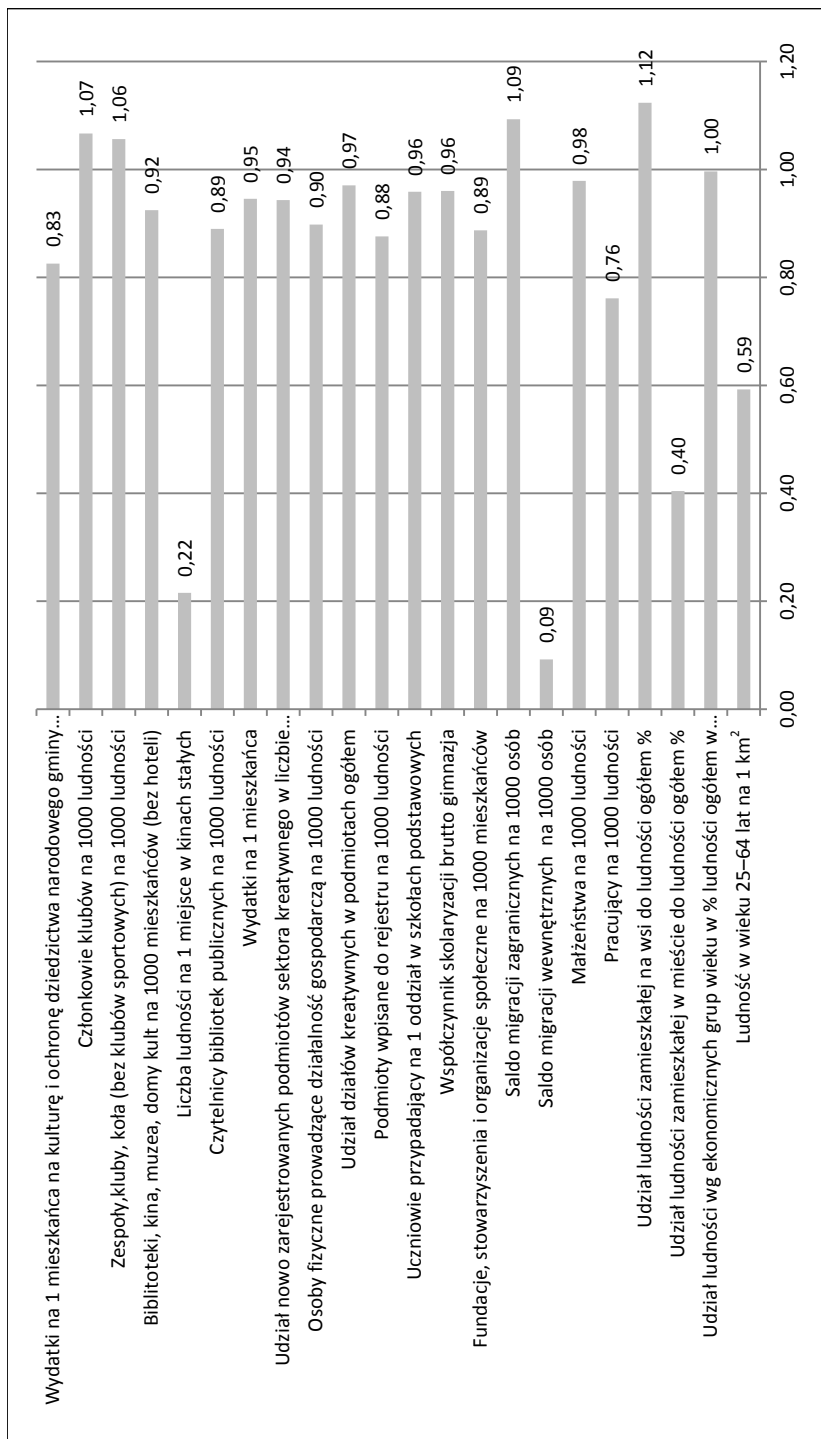 Wydatki na 1 mieszkańca na kulturę i ochronę dziedzictwa narodowego gminy... 0,83
Członkowie klubów na 1000 ludności 1,07
Zespoły,kluby, koła (bez klubów sportowych) na 1000 ludności 1,06
Biblitoteki, kina, muzea, domy kult na 1000 mieszkańców (bez hoteli) 0,92
Liczba ludności na 1 miejsce w kinach stałych 0,22
Czytelnicy bibliotek publicznych na 1000 ludności 0,89
Wydatki na 1 mieszkańca 0,95
Udział nowo zarejestrowanych podmiotów sektora kreatywnego w liczbie... 0,94
Osoby fizyczne prowadzące działalność gospodarczą na 1000 ludności 0,90
Udział działów kreatywnych w podmiotach ogółem 0,97
Podmioty wpisane do rejestru na 1000 ludności 0,88
Uczniowie przypadający na 1 oddział w szkołach podstawowych 0,96
Współczynnik skolaryzacji brutto gimnazja 0,96
Fundacje, stowarzyszenia i organizacje społeczne na 1000 mieszkańców 0,89
Saldo migracji zagranicznych na 1000 osób 1,09
Saldo migracji wewnętrznych na 1000 osób 0,09
Małżeństwa na 1000 ludności 0,98
Pracujący na 1000 ludności 0,76
Udział ludności zamieszkałej na wsi do ludności ogółem % 1,12
Udział ludności zamieszkałej w mieście do ludności ogółem % 0,40
Udział ludności wg ekonomicznych grup wieku w % ludności ogółem w... 1,00
Ludność w wieku 25–64 lat na 1 km² 0,59
0,00 0,20 0,40 0,60 0,80 1,00 1,20